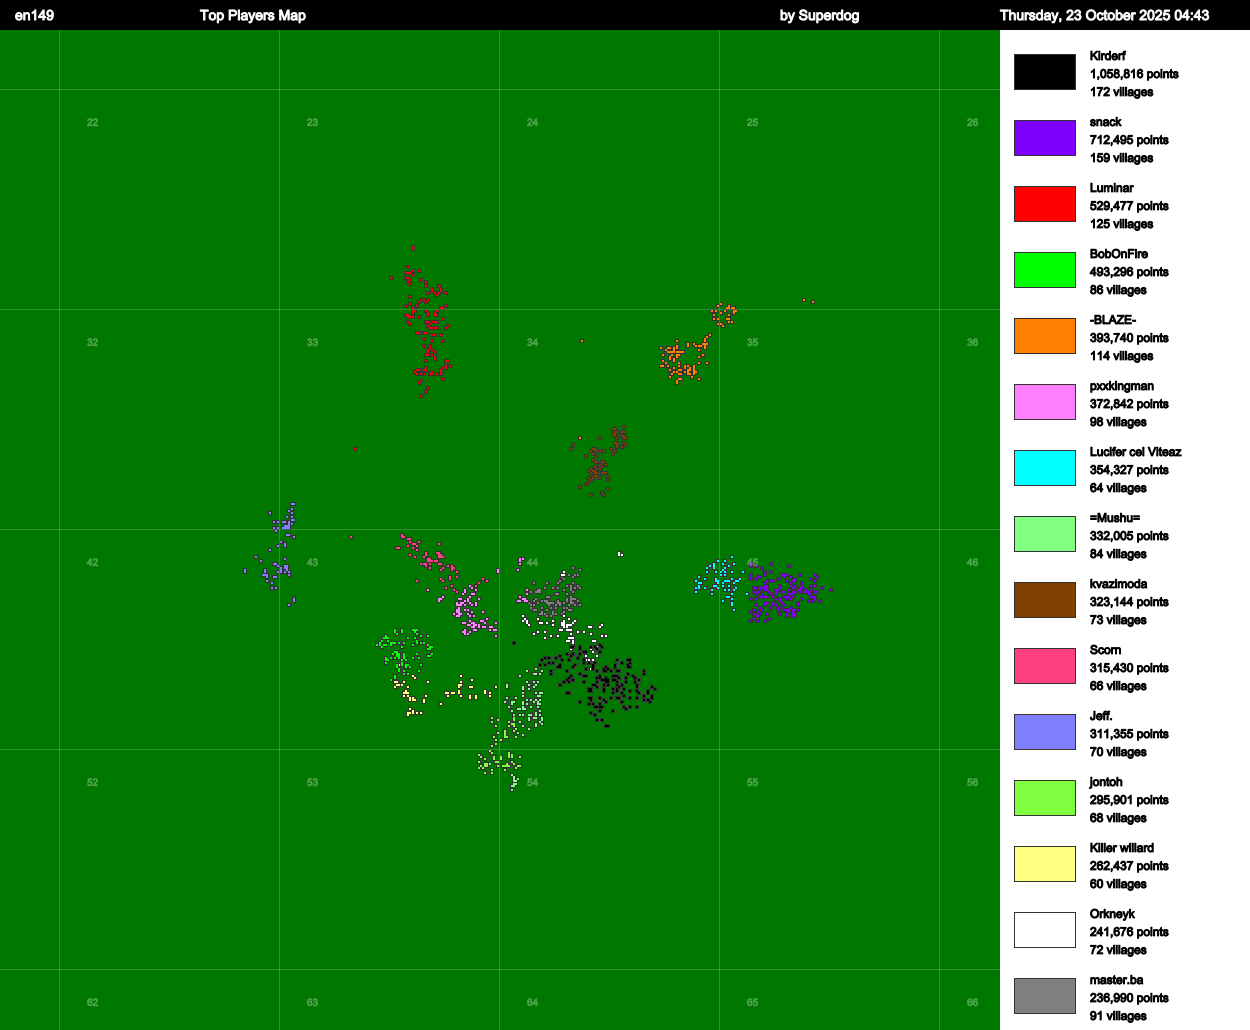 en149 Top Players Map by Superdog Thursday, 23 October 2025 04:43
22 23 24 25 26
32 33 34 35 36
42 43 44 45 46
52 53 54 55 56
62 63 64 65 66
Kirderf
1,058,816 points
172 villages
snack
712,495 points
159 villages
Luminar
529,477 points
125 villages
BobOnFire
493,296 points
86 villages
-BLAZE-
393,740 points
114 villages
pxxkingman
372,842 points
98 villages
Lucifer cel Viteaz
354,327 points
64 villages
=Mushu=
332,005 points
84 villages
kvazimoda
323,144 points
73 villages
Scorn
315,430 points
66 villages
Jeff.
311,355 points
70 villages
jontoh
295,901 points
68 villages
Killer willard
262,437 points
60 villages
Orkneyk
241,676 points
72 villages
master.ba
236,990 points
91 villages